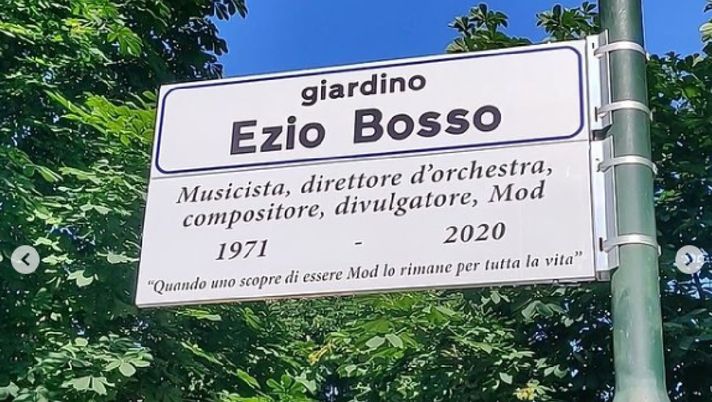 giardino
Ezio Bosso
Musicista, direttore d'orchestra,
compositore, divulgatore, Mod
1971 - 2020
“Quando uno scopre di essere Mod lo rimane per tutta la vita”